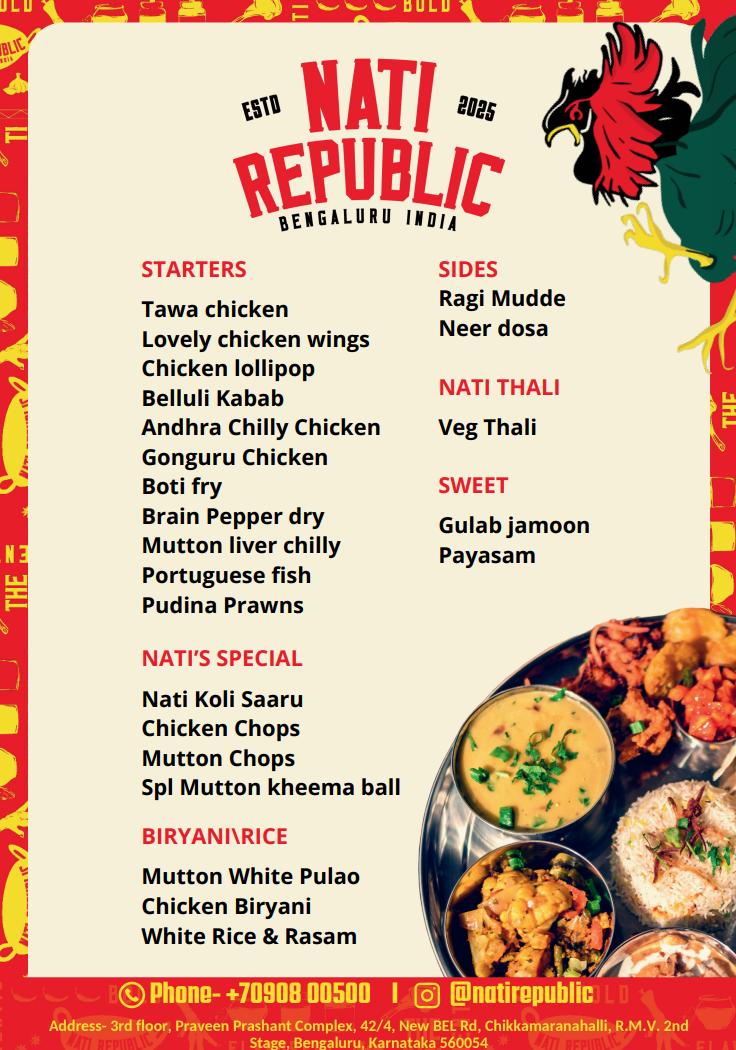 ESTD
NATI
2025
REPUBLIC
BENGALURU INDIA
STARTERS
Tawa chicken
Lovely chicken wings
Chicken lollipop
Belluli Kabab
Andhra Chilly Chicken
Gonguru Chicken
Boti fry
Brain Pepper dry
Mutton liver chilly
Portuguese fish
Pudina Prawns
NATI'S SPECIAL
Nati Koli Saaru
Chicken Chops
Mutton Chops
Spl Mutton kheema ball
BIRYANI\RICE
Mutton White Pulao
Chicken Biryani
White Rice & Rasam
SIDES
Ragi Mudde
Neer dosa
NATI THALI
Veg Thali
SWEET
Gulab jamoon
Payasam
Phone- +70908 00500 I @natirepublic
Address- 3rd floor, Praveen Prashant Complex, 42/4, New BEL Rd, Chikkamaranahalli, R.M.V. 2nd
Stage, Bengaluru, Karnataka 560054
THE
THE
BOLD